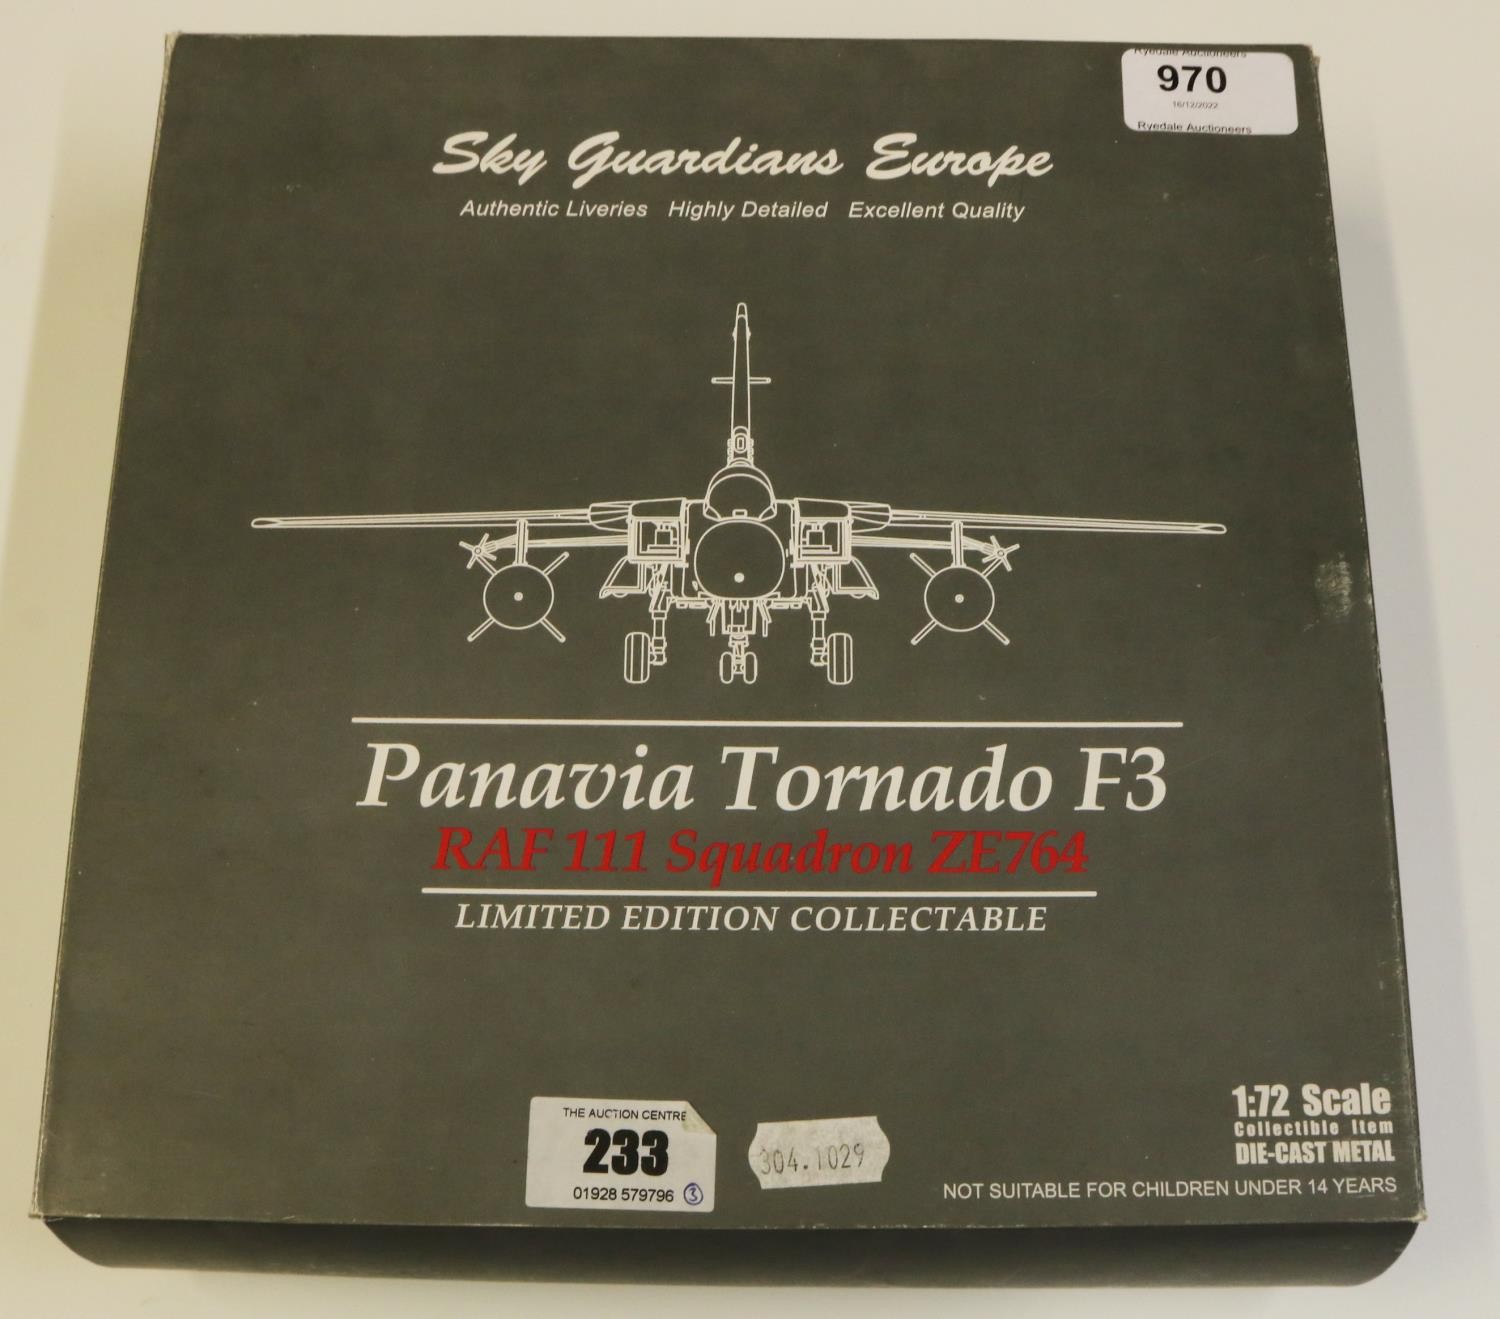 Ryedale Auctioneers
970
16/12/2022
Ryedale Auctioneers
Sky Guardians Europe
Authentic Liveries Highly Detailed Excellent Quality
Panavia Tornado F3
RAF 111 Squadron ZE764
LIMITED EDITION COLLECTABLE
THE AUCTION CENTRE
233
01928 579796 3
304.1029
1:72 Scale
Collectible Item
DIE-CAST METAL
NOT SUITABLE FOR CHILDREN UNDER 14 YEARS